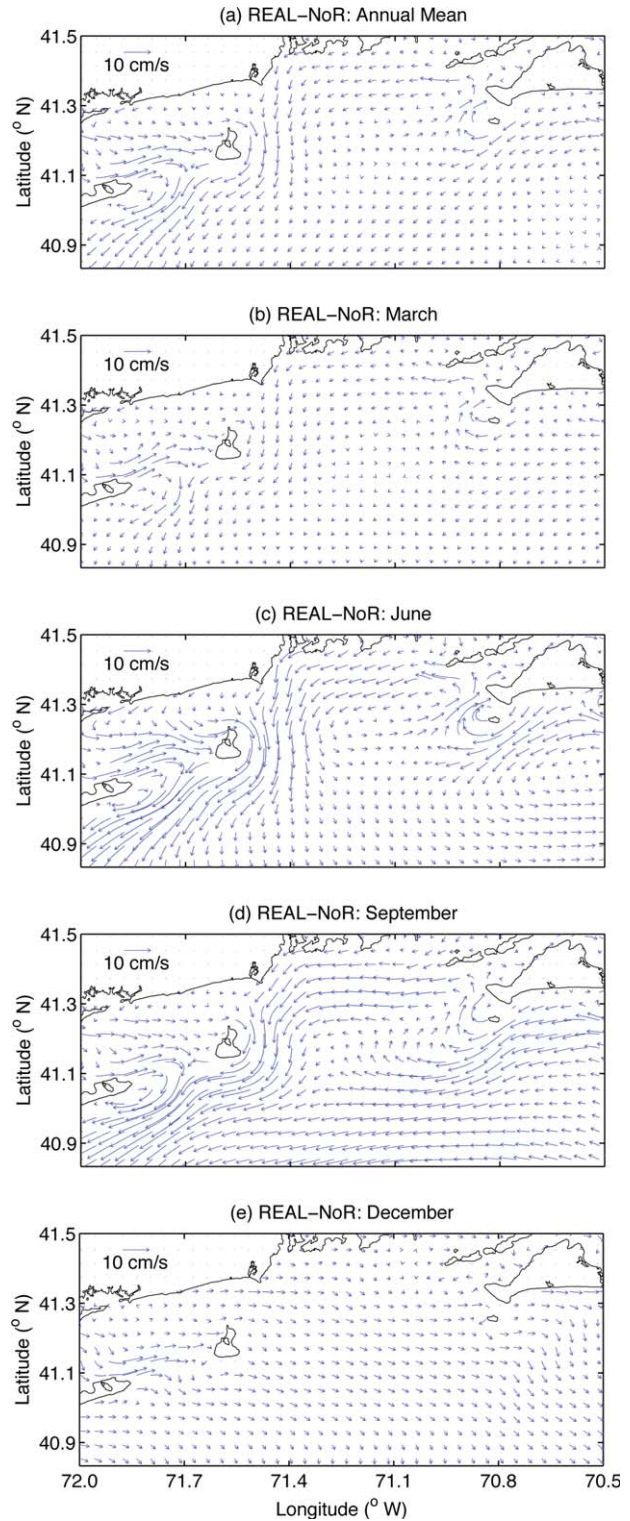 (a) REAL−NoR: Annual Mean
41.5
10 cm/s
41.3
41.1
40.9
Latitude (° N)
(b) REAL−NoR: March
41.5
10 cm/s
41.3
41.1
40.9
Latitude (° N)
(c) REAL−NoR: June
41.5
10 cm/s
41.3
41.1
40.9
Latitude (° N)
(d) REAL−NoR: September
41.5
10 cm/s
41.3
41.1
40.9
Latitude (° N)
(e) REAL−NoR: December
41.5
10 cm/s
41.3
41.1
40.9
Latitude (° N)
72.0 71.7 71.4 71.1 70.8 70.5
Longitude (° W)